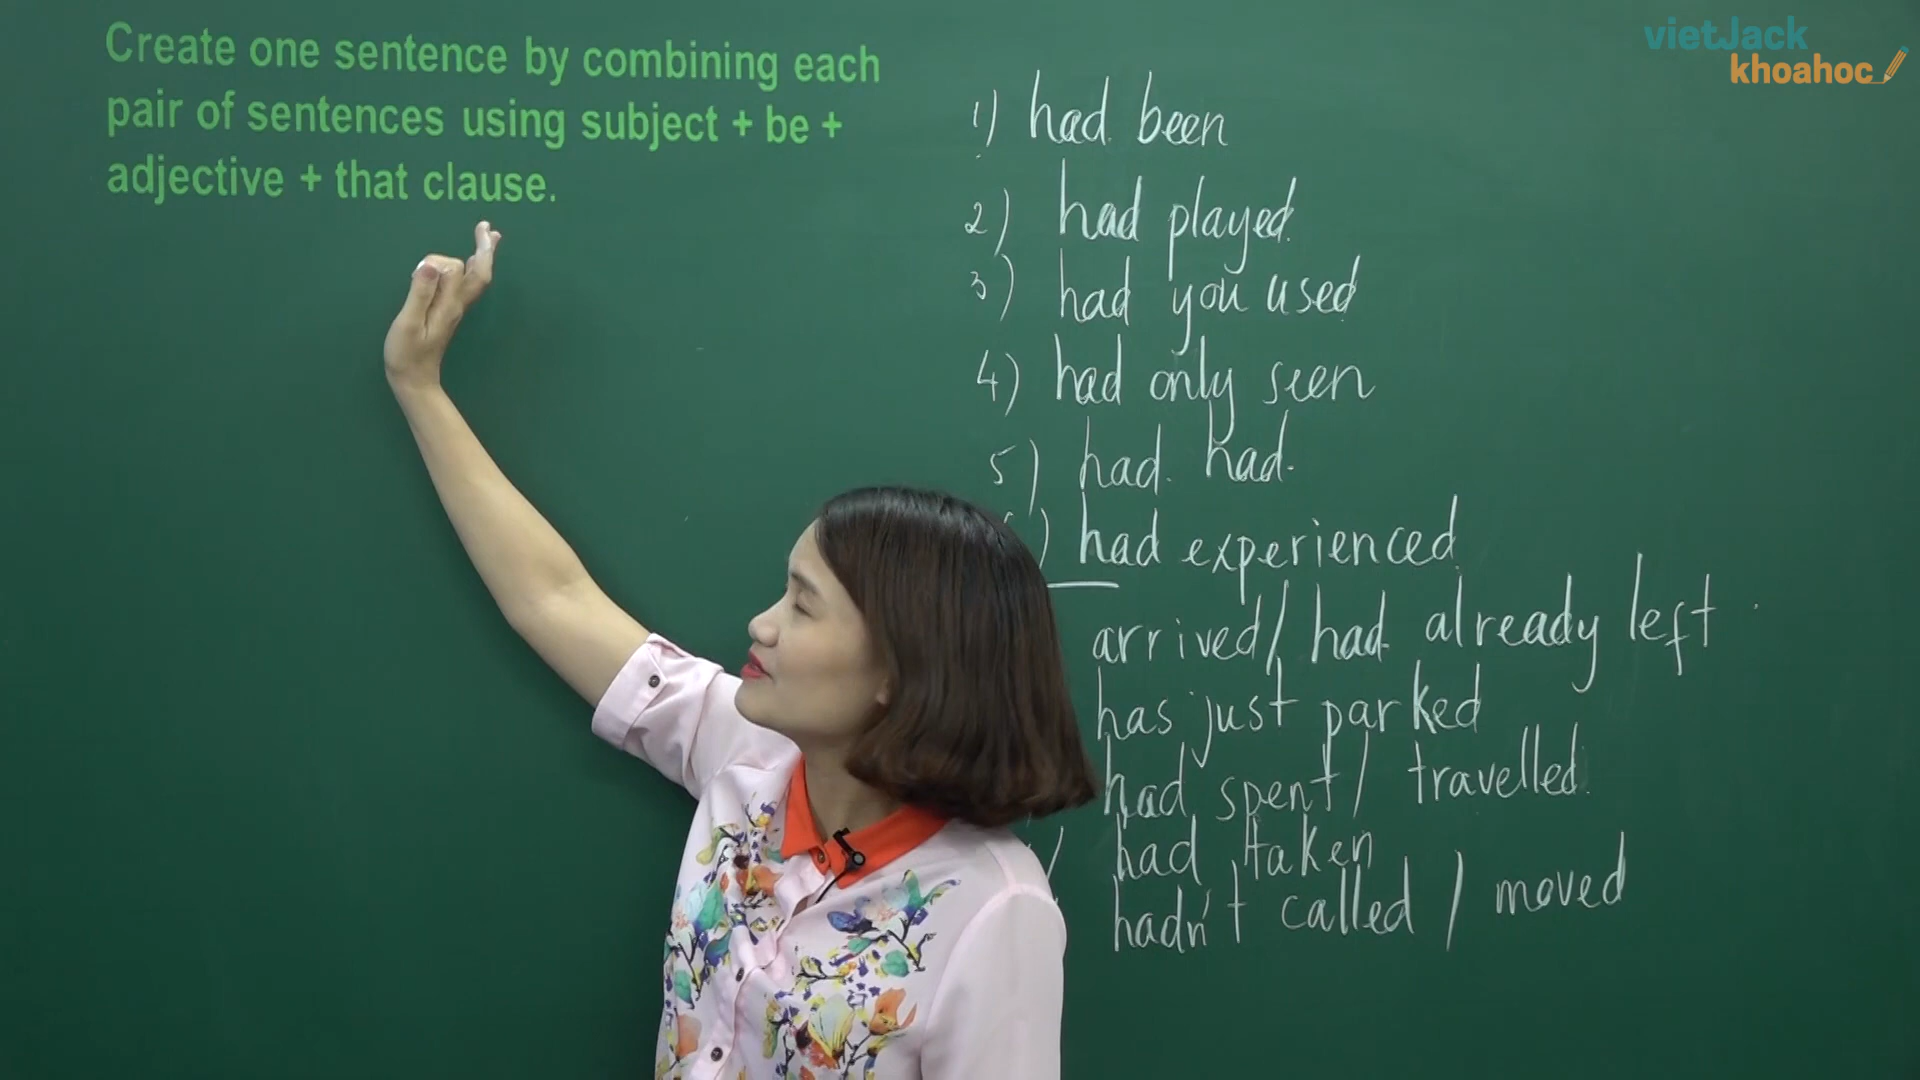 Create one sentence by combining each
pair of sentences using subject + be +
adjective + that clause.
vietJack
khoahoc
1) had been
2) had played
3) had you used
4) had only seen
5) had had
) had experienced
arrived / had already left
has just parked
had spent / travelled
had taken
hadn't called / moved